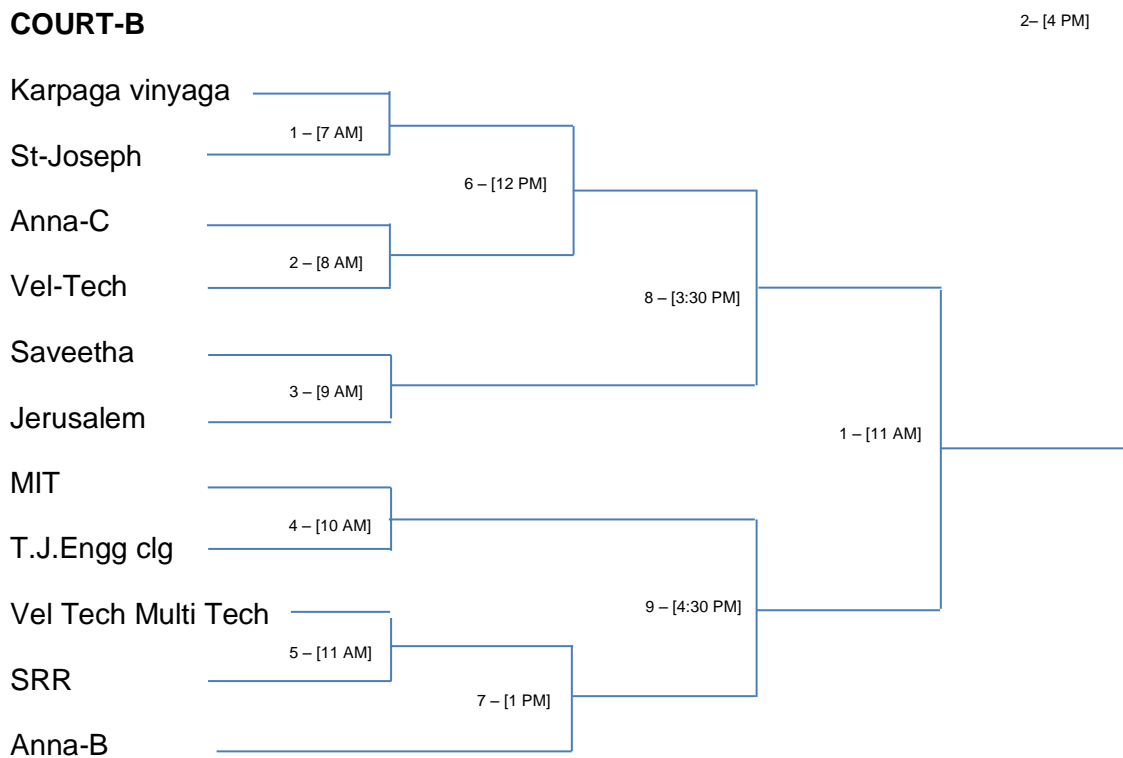 COURT-B
2– [4 PM]
Karpaga vinyaga
1 – [7 AM]
St-Joseph
6 – [12 PM]
Anna-C
2 – [8 AM]
Vel-Tech
8 – [3:30 PM]
Saveetha
3 – [9 AM]
Jerusalem
1 – [11 AM]
MIT
4 – [10 AM]
T.J.Engg clg
9 – [4:30 PM]
Vel Tech Multi Tech
5 – [11 AM]
SRR
7 – [1 PM]
Anna-B